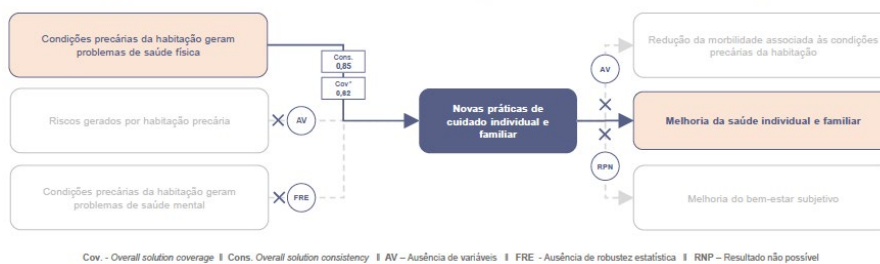 Condições precárias da habitação geram
problemas de saúde física
Cons.
0,85
Cov*
0,62
Redução da morbilidade associada às condições
precárias da habitação
AV
Riscos gerados por habitação precária
AV
Novas práticas de
cuidado individual e
familiar
Melhoria da saúde individual e familiar
Condições precárias da habitação geram
problemas de saúde mental
FRE
RPN
Melhoria do bem-estar subjetivo
Cov. - Overall solution coverage II Cons. Overall solution consistency II AV – Ausência de variáveis II FRE - Ausência de robustez estatística II RNP – Resultado não possível